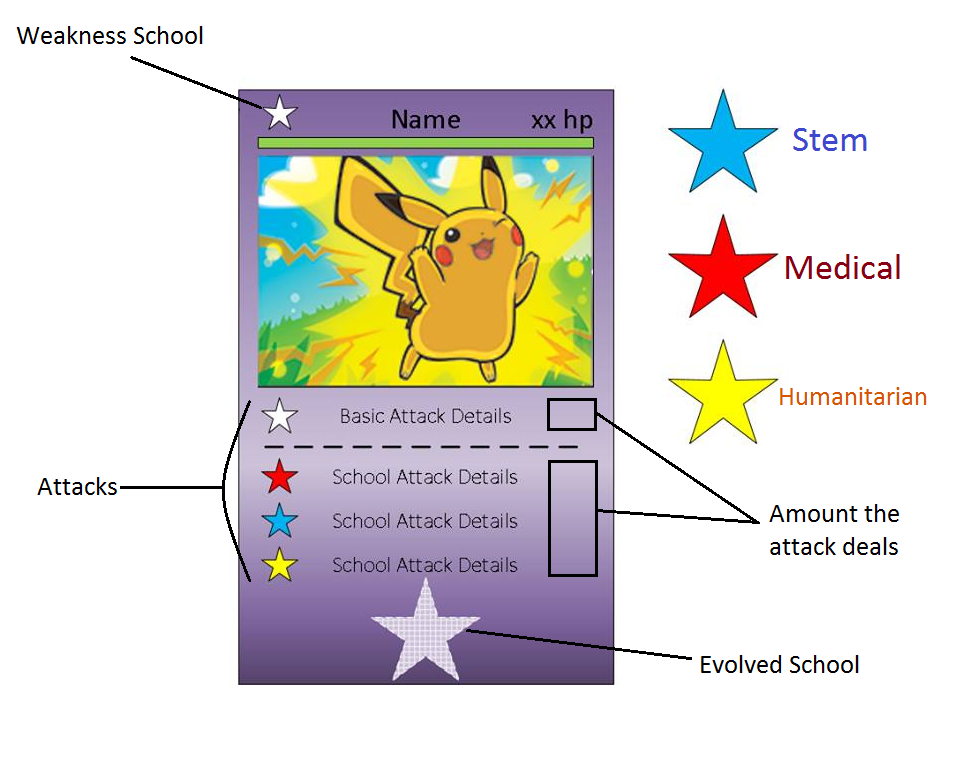 Weakness School
Name xx hp
Stem
Medical
Humanitarian
Basic Attack Details
School Attack Details
School Attack Details
School Attack Details
Attacks
Amount the
attack deals
Evolved School